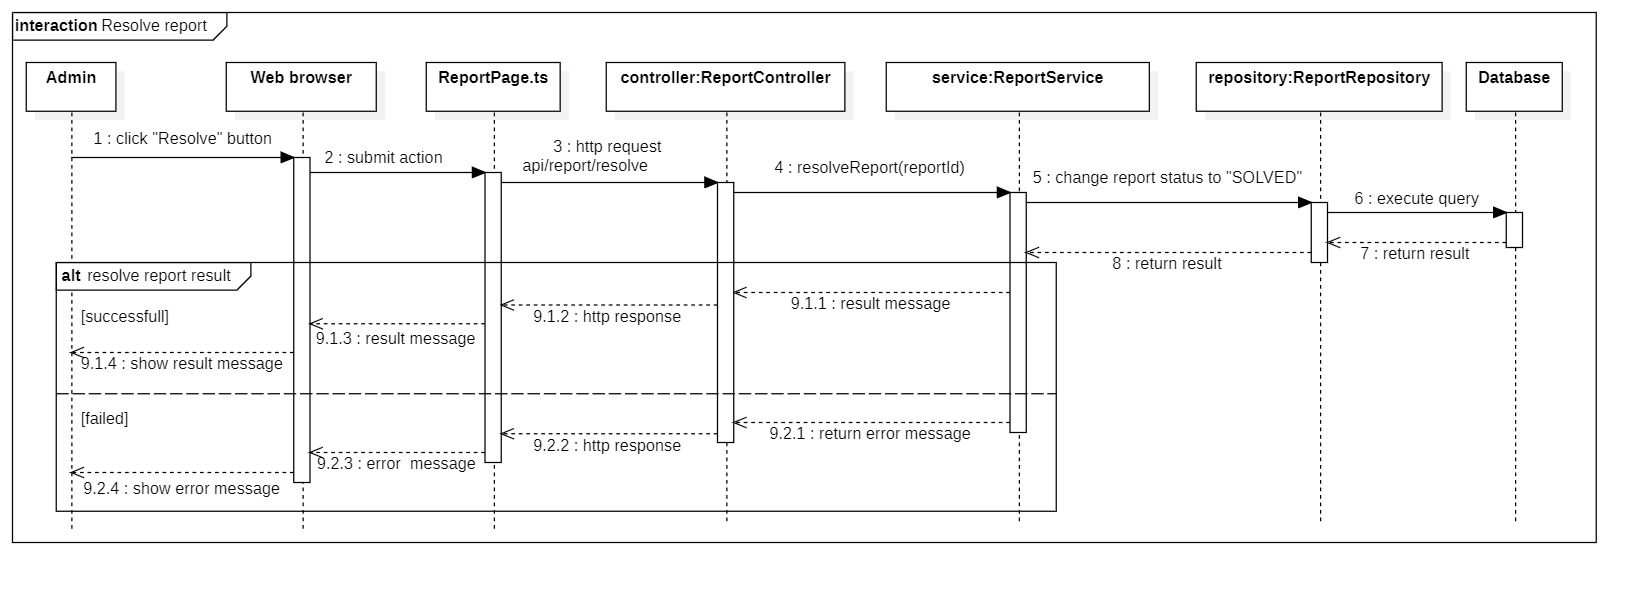 interaction Resolve report
Admin
Web browser
ReportPage.ts
controller:ReportController
service:ReportService
repository:ReportRepository
Database
1 : click "Resolve" button
2 : submit action
3 : http request
api/report/resolve
4 : resolveReport(reportId)
5 : change report status to "SOLVED"
6 : execute query
7 : return result
8 : return result
alt resolve report result
[successfull]
9.1.1 : result message
9.1.2 : http response
9.1.3 : result message
9.1.4 : show result message
[failed]
9.2.1 : return error message
9.2.2 : http response
9.2.3 : error  message
9.2.4 : show error message